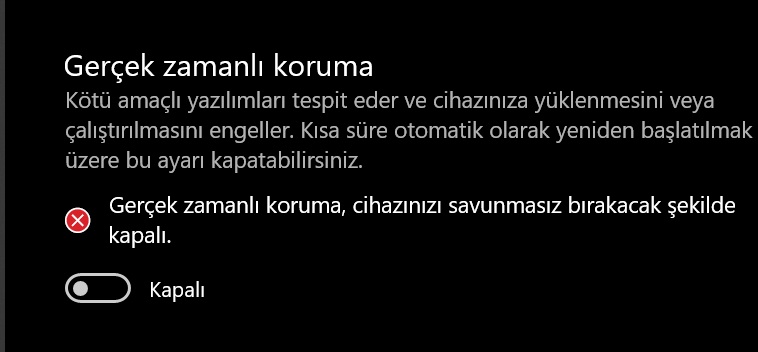 Gerçek zamanlı koruma
Kötü amaçlı yazılımları tespit eder ve cihazınıza yüklenmesini veya
çalıştırılmasını engeller. Kısa süre otomatik olarak yeniden başlatılmak
üzere bu ayarı kapatabilirsiniz.
Gerçek zamanlı koruma, cihazınızı savunmasız bırakacak şekilde
kapalı.
Kapalı